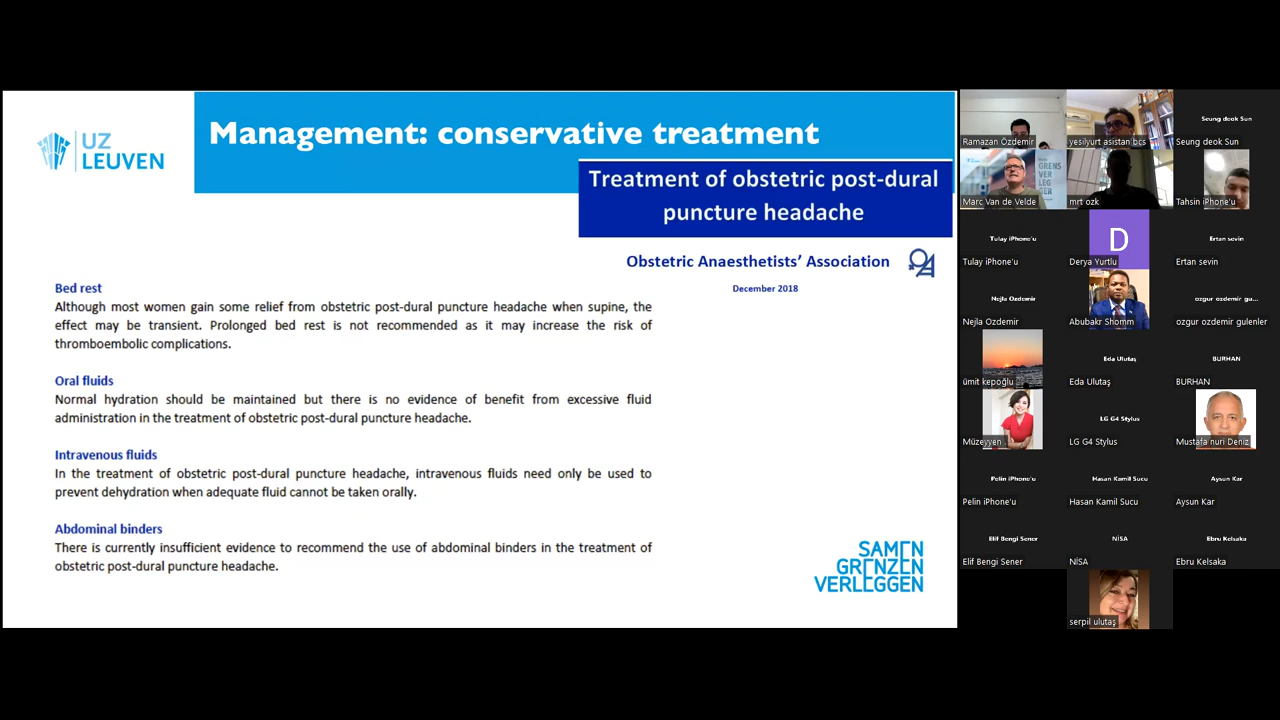 UZ
LEUVEN
Management: conservative treatment
Treatment of obstetric post-dural
puncture headache
Obstetric Anaesthetists' Association
December 2018
Bed rest
Although most women gain some relief from obstetric post-dural puncture headache when supine, the
effect may be transient. Prolonged bed rest is not recommended as it may increase the risk of
thromboembolic complications.
Oral fluids
Normal hydration should be maintained but there is no evidence of benefit from excessive fluid
administration in the treatment of obstetric post-dural puncture headache.
Intravenous fluids
In the treatment of obstetric post-dural puncture headache, intravenous fluids need only be used to
prevent dehydration when adequate fluid cannot be taken orally.
Abdominal binders
There is currently insufficient evidence to recommend the use of abdominal binders in the treatment of
obstetric post-dural puncture headache.
SAMEN
GRENZEN
VERLEGGEN
Ramazan Özdemir
yesilyurt asistan bcs
Seung deok Sun
Seung deok Sun
GRENS
VER
LEG
GER
Marc Van de Velde
mrt ozk
Tahsin iPhone'u
Tulay iPhone'u
Tulay iPhone'u
D
Derya Yurtlu
Ertan sevin
Ertan sevin
Nejla Ozdemir
Nejla Ozdemir
Abubakr Shomm
ozgur ozdemir gu...
ozgur ozdemir gulenler
ümit kepoğlu
Eda Ulutaş
Eda Ulutaş
BURHAN
BURHAN
Müzeyyen
LG G4 Stylus
LG G4 Stylus
Mustafa nuri Deniz
Pelin iPhone'u
Pelin iPhone'u
Hasan Kamil Sucu
Hasan Kamil Sucu
Aysun Kar
Aysun Kar
Elif Bengi Sener
Elif Bengi Sener
NİSA
NİSA
Ebru Kelsaka
Ebru Kelsaka
serpil ulutaş